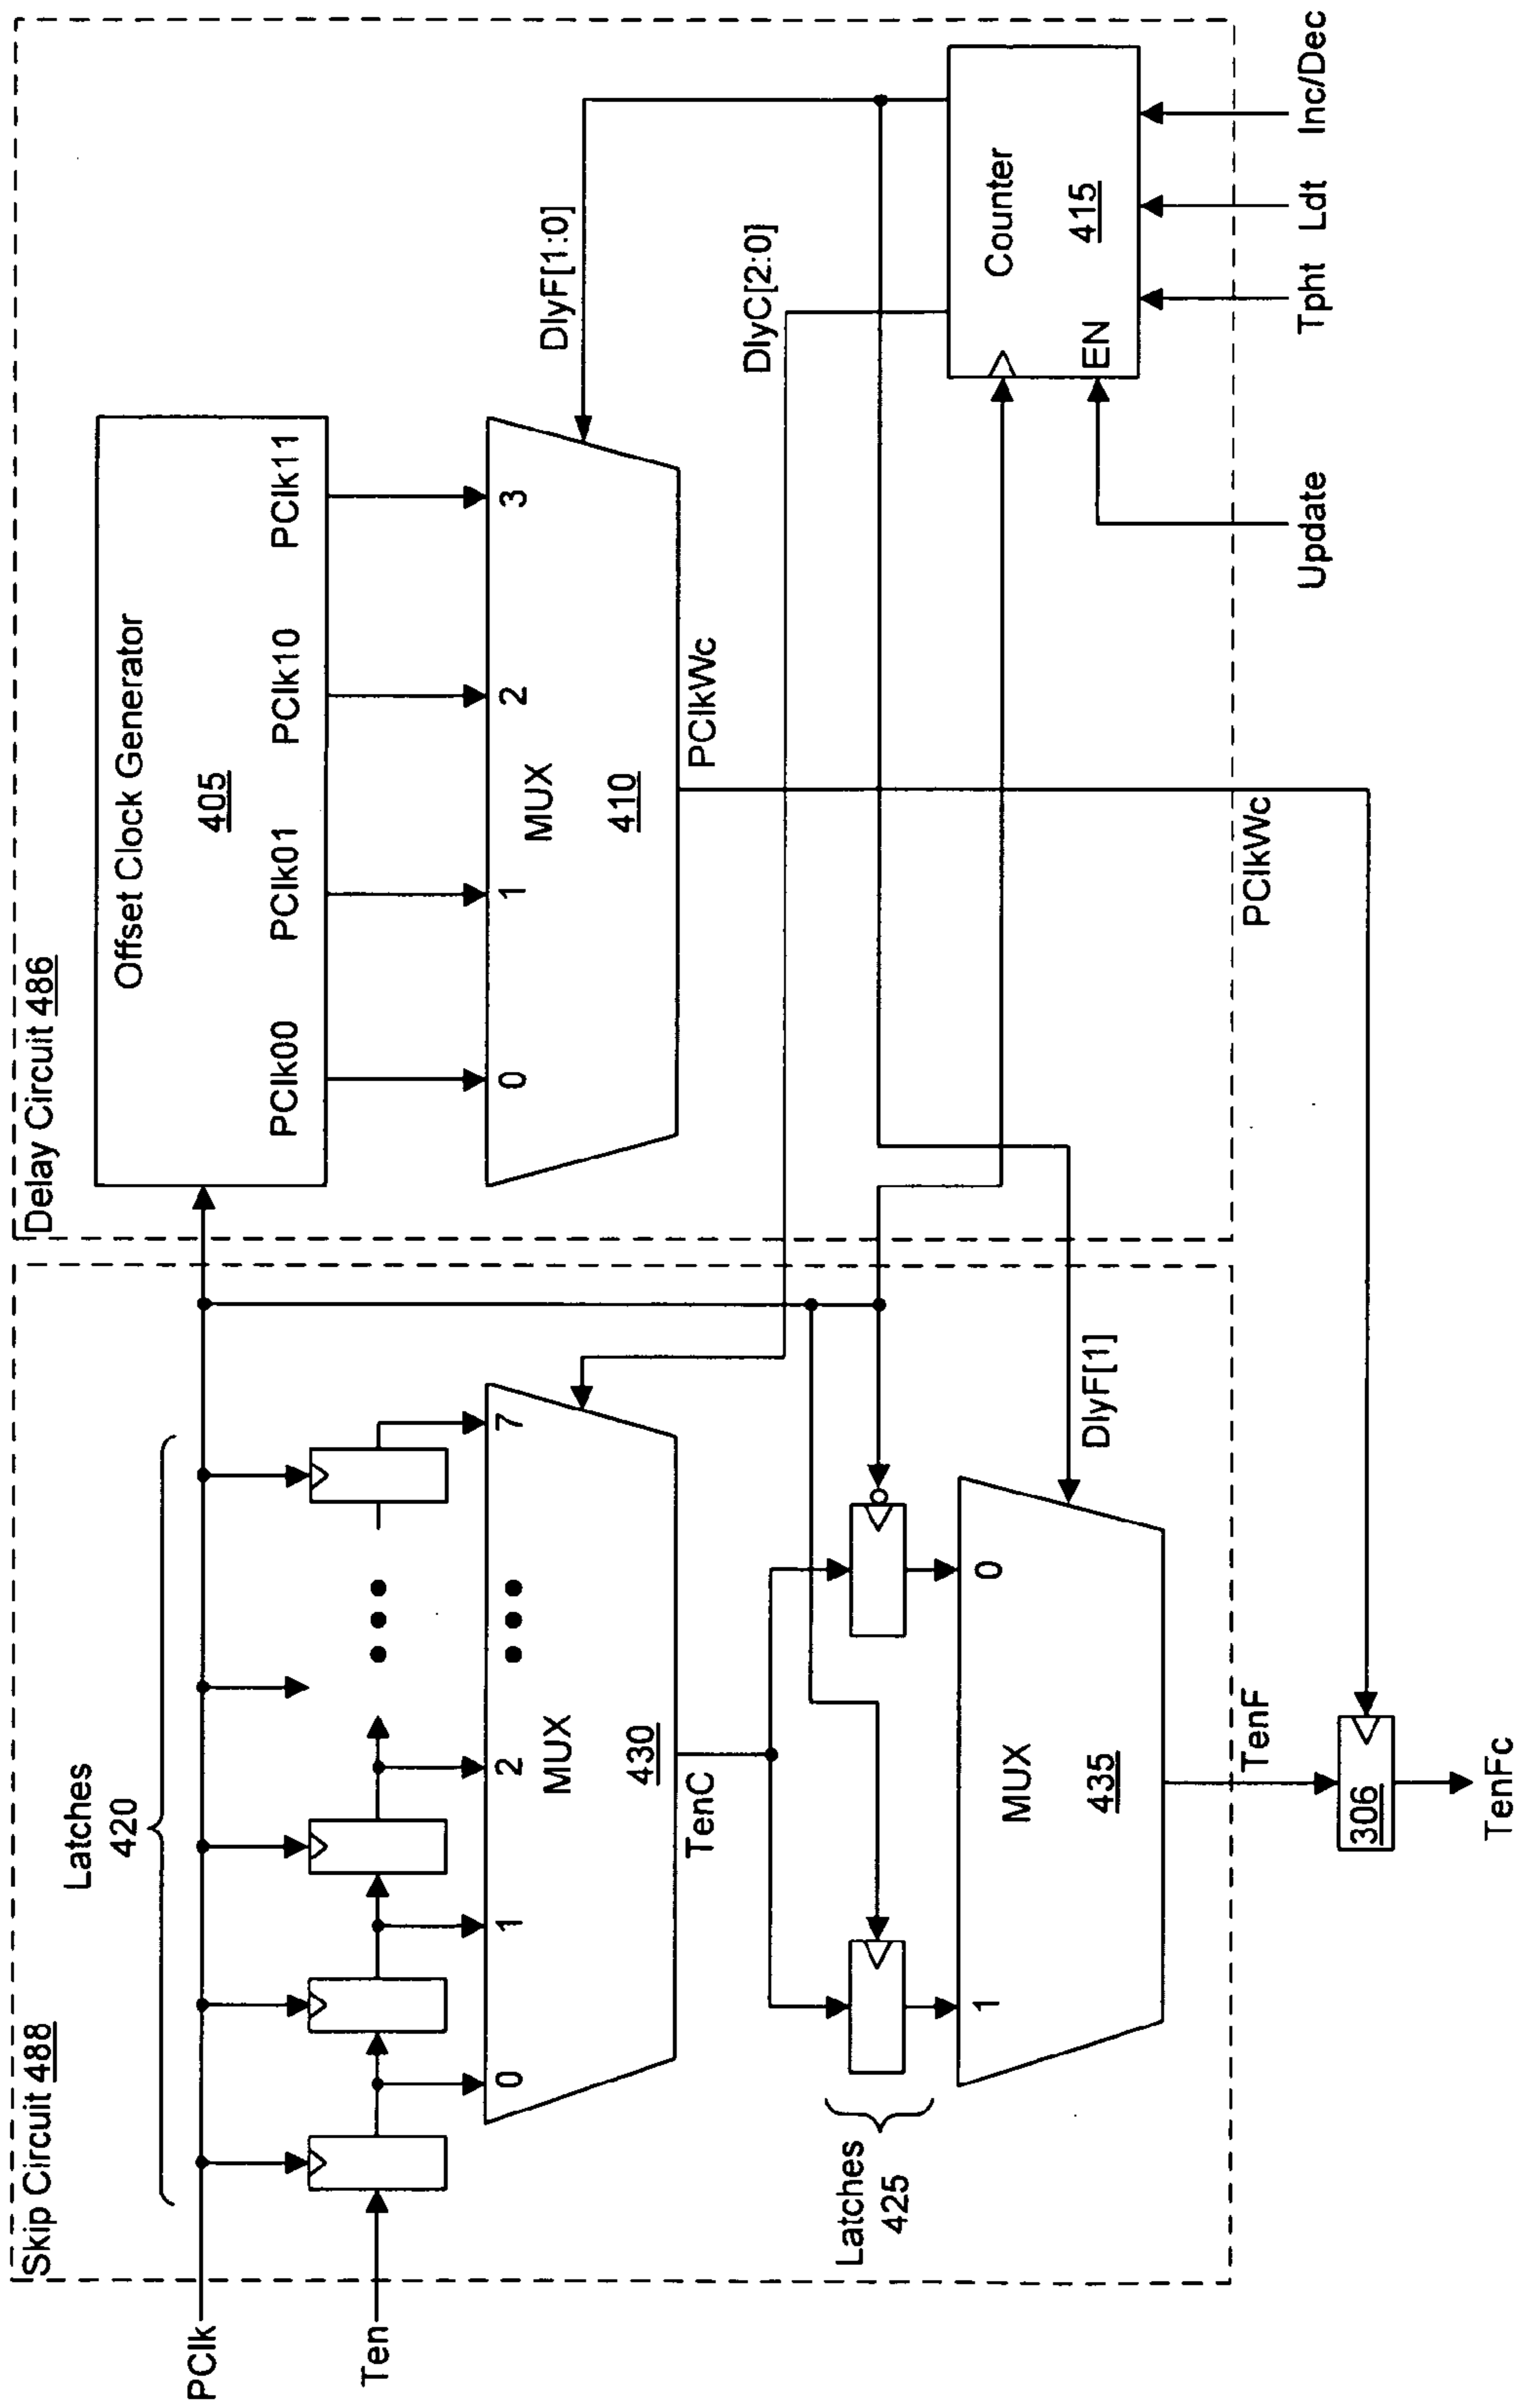 Skip Circuit 488
Delay Circuit 486
PClk
Ten
Latches
420
0
1
2
7
MUX
430
TenC
Latches
425
1
0
MUX
435
DlyF[1]
TenF
306
TenFc
Offset Clock Generator
405
PClk00
PClk01
PClk10
PClk11
0
1
2
3
MUX
410
PClkWc
DlyF[1:0]
DlyC[2:0]
Counter
415
EN
PClkWc
Update
Tpht
Ldt
Inc/Dec